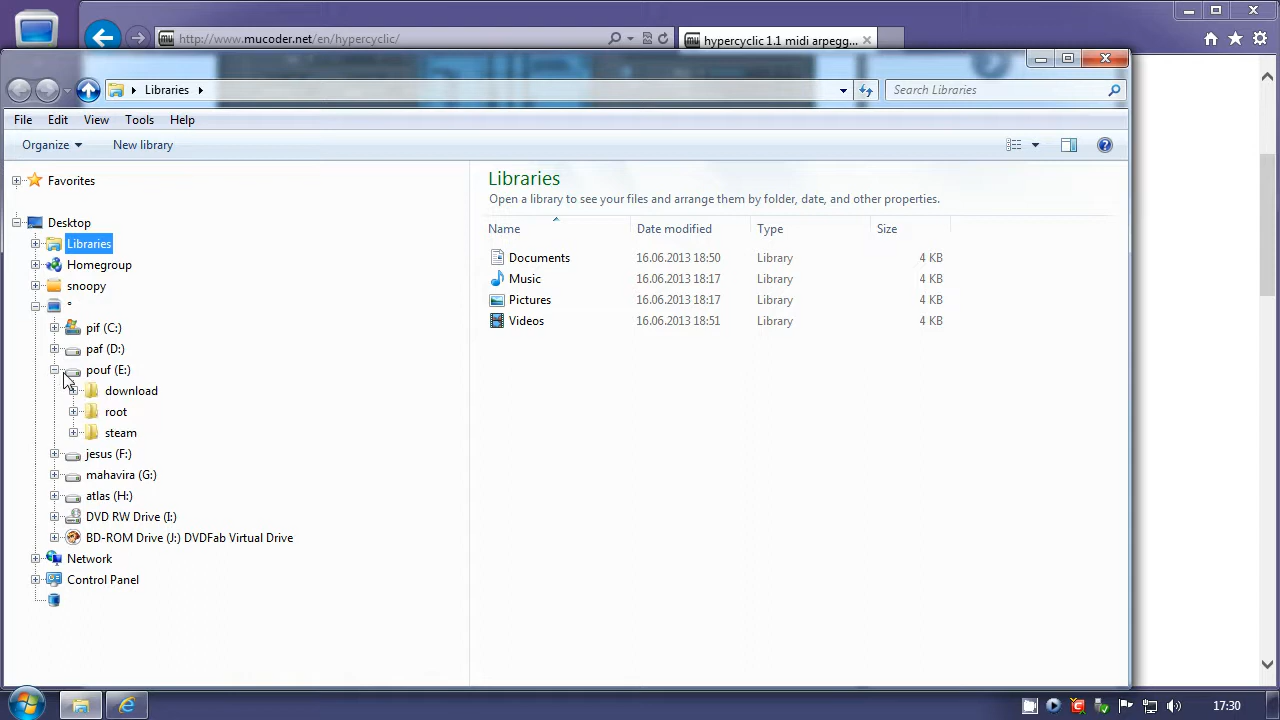 http://www.mucoder.net/en/hypercyclic/
mu
hypercyclic 1.1 midi arpegg...
Libraries
Search Libraries
File Edit View Tools Help
Organize New library
Favorites
Desktop
Libraries
Homegroup
snoopy
°
pif (C:)
paf (D:)
pouf (E:)
download
root
steam
jesus (F:)
mahavira (G:)
atlas (H:)
DVD RW Drive (I:)
BD-ROM Drive (J:) DVDFab Virtual Drive
Network
Control Panel
Libraries
Open a library to see your files and arrange them by folder, date, and other properties.
Name Date modified Type Size
Documents 16.06.2013 18:50 Library 4 KB
Music 16.06.2013 18:17 Library 4 KB
Pictures 16.06.2013 18:17 Library 4 KB
Videos 16.06.2013 18:51 Library 4 KB
17:30